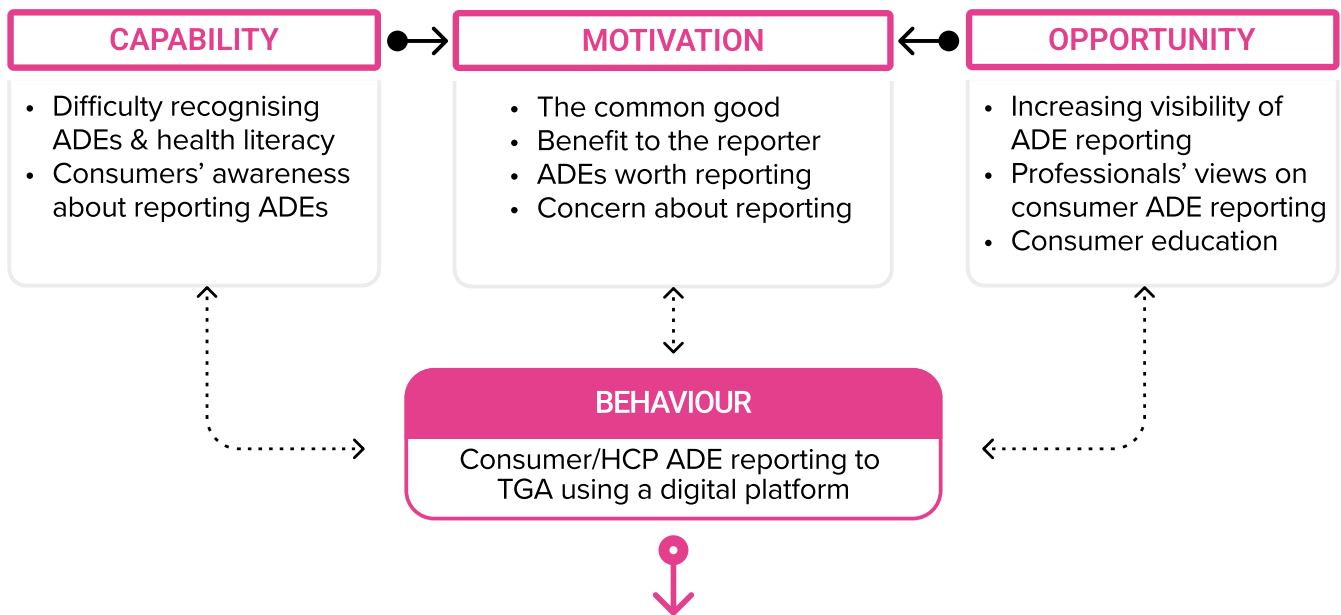 CAPABILITY
• Difficulty recognising
ADEs & health literacy
• Consumers’ awareness
about reporting ADEs
MOTIVATION
• The common good
• Benefit to the reporter
• ADEs worth reporting
• Concern about reporting
OPPORTUNITY
• Increasing visibility of
ADE reporting
• Professionals’ views on
consumer ADE reporting
• Consumer education
BEHAVIOUR
Consumer/HCP ADE reporting to
TGA using a digital platform